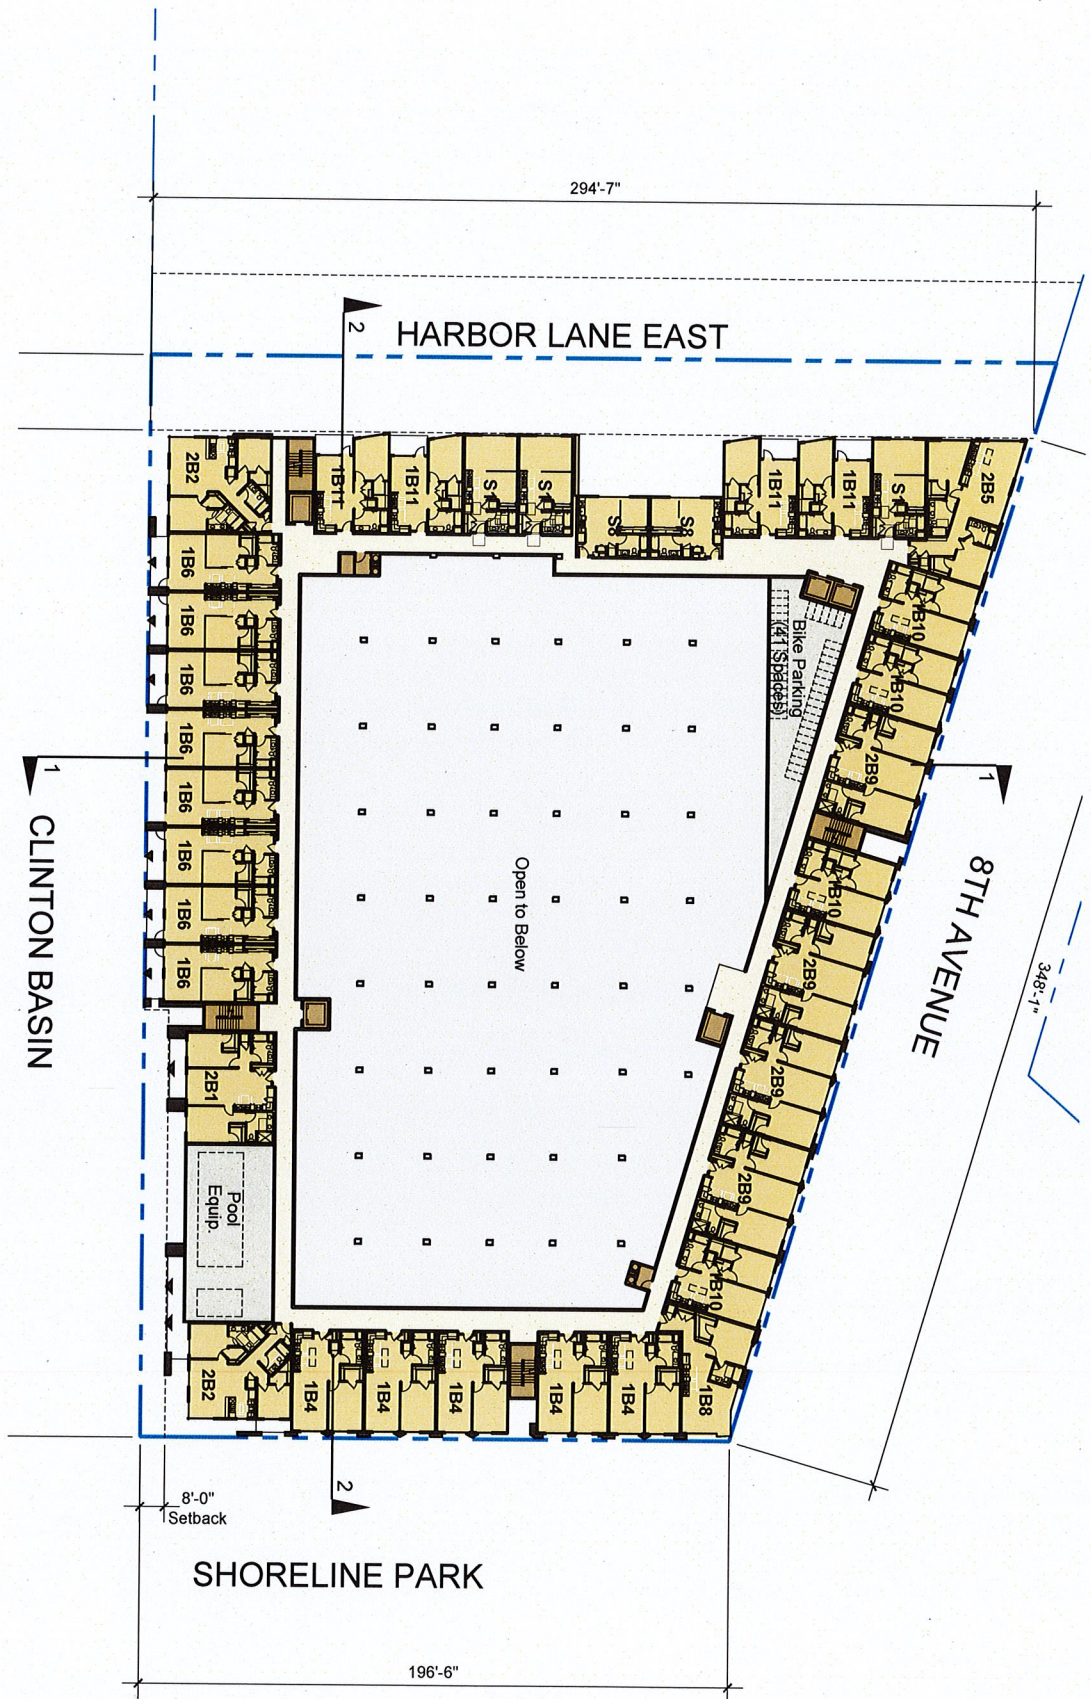 294'-7"
2
HARBOR LANE EAST
2B2
1B11
1B11
S1
S1
S8
S8
1B11
1B11
S1
2B5
1B6
1B6
1B6
1B6
1B6
1B6
1B6
1B6
Bike Parking
(41 Spaces)
1B10
1B10
2B9
1B10
2B9
2B9
2B9
1B10
1
1
CLINTON BASIN
8TH AVENUE
348'-1"
Open to Below
2B1
Pool
Equip.
2B2
1B4
1B4
1B4
1B4
1B4
1B8
2
8'-0"
Setback
SHORELINE PARK
196'-6"